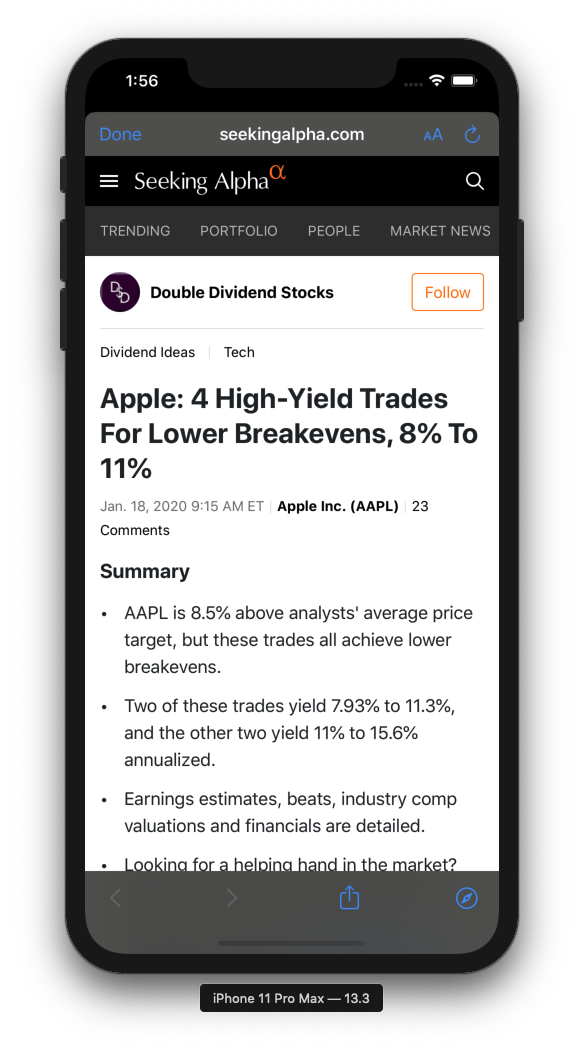 1:56
Done seekingalpha.com AA
Seeking Alpha α
TRENDING PORTFOLIO PEOPLE MARKET NEWS
DSD Double Dividend Stocks Follow
Dividend Ideas | Tech
Apple: 4 High-Yield Trades
For Lower Breakevens, 8% To
11%
Jan. 18, 2020 9:15 AM ET | Apple Inc. (AAPL) | 23
Comments
Summary
• AAPL is 8.5% above analysts' average price
target, but these trades all achieve lower
breakevens.
• Two of these trades yield 7.93% to 11.3%,
and the other two yield 11% to 15.6%
annualized.
• Earnings estimates, beats, industry comp
valuations and financials are detailed.
• Looking for a helping hand in the market?
iPhone 11 Pro Max — 13.3